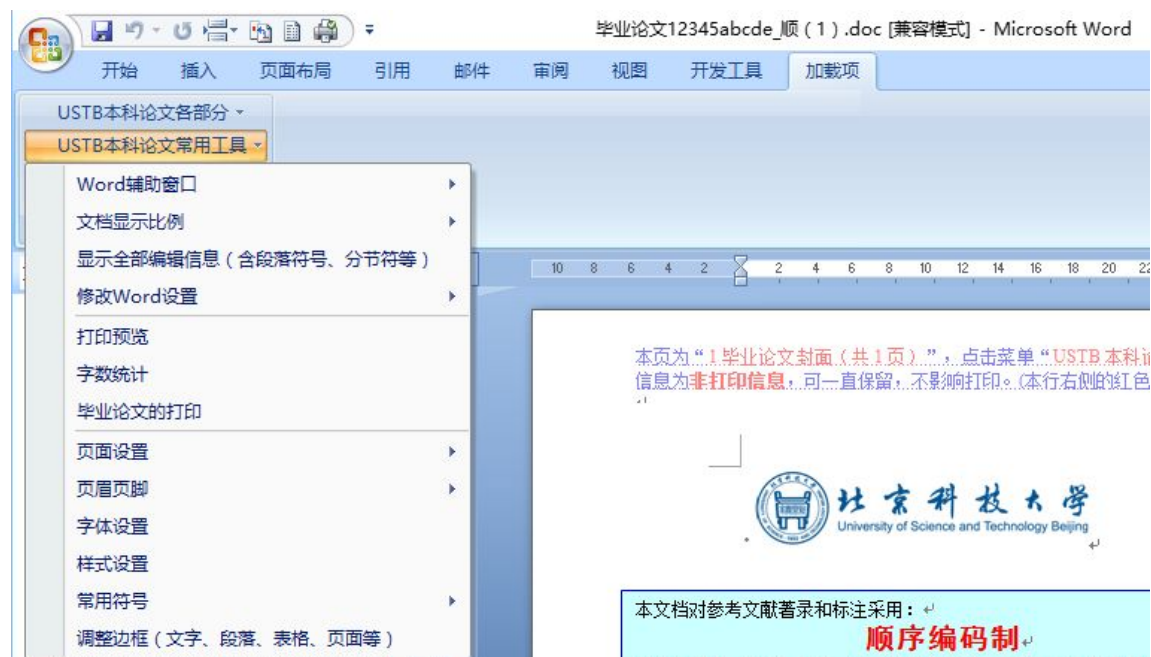 毕业论文12345abcde_顺(1).doc [兼容模式] - Microsoft Word
开始 插入 页面布局 引用 邮件 审阅 视图 开发工具 加载项
USTB本科论文各部分
USTB本科论文常用工具
Word辅助窗口
文档显示比例
显示全部编辑信息(含段落符号、分节符等)
修改Word设置
打印预览
字数统计
毕业论文的打印
页面设置
页眉页脚
字体设置
样式设置
常用符号
调整边框(文字、段落、表格、页面等)
10 8 6 4 2 2 4 6 8 10 12 14 16 18 20 22
本页为“1毕业论文封面(共1页)”,点击菜单“USTB本科
信息为非打印信息,可一直保留,不影响打印。(本行右侧的红色
北京科技大学
University of Science and Technology Beijing
本文档对参考文献著录和标注采用:
顺序编码制